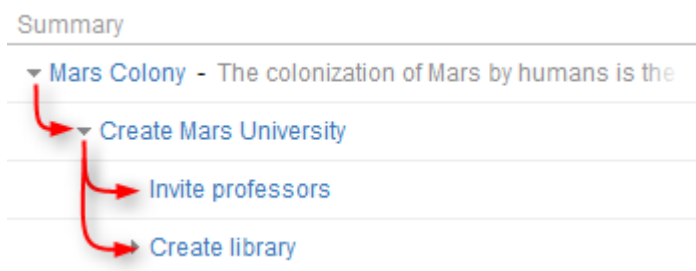 Summary
Mars Colony - The colonization of Mars by humans is the
Create Mars University
Invite professors
Create library